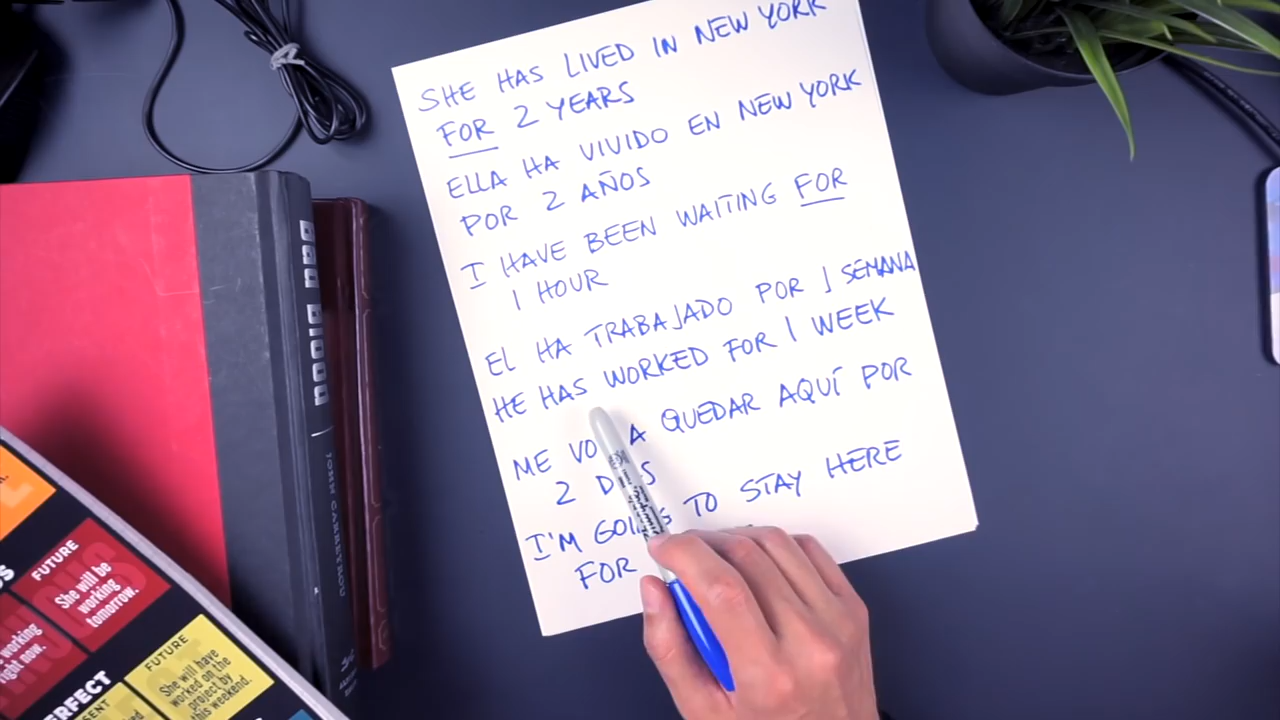 SHE HAS LIVED IN NEW YORK
FOR 2 YEARS
ELLA HA VIVIDO EN NEW YORK
POR 2 AÑOS
I HAVE BEEN WAITING FOR
1 HOUR
EL HA TRABAJADO POR 1 SEMANA
HE HAS WORKED FOR 1 WEEK
ME A QUEDAR AQUÍ POR
2
I'M TO STAY HERE
FOR
Bad Blood
JOHN CARREYROU
FUTURE
She will be
working
tomorrow.
working
right now.
FUTURE
She will have
worked on the
project by
this weekend.